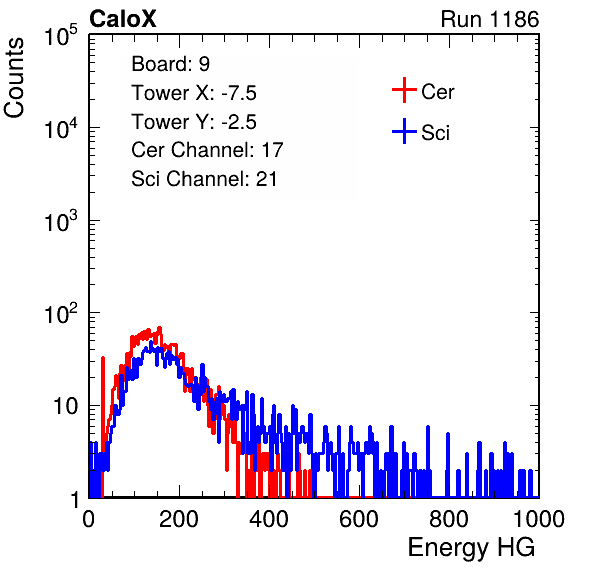 CaloX Run 1186
Counts
10^5
10^4
10^3
10^2
10
1
Board: 9
Tower X: -7.5
Tower Y: -2.5
Cer Channel: 17
Sci Channel: 21
Cer
Sci
0 200 400 600 800 1000
Energy HG